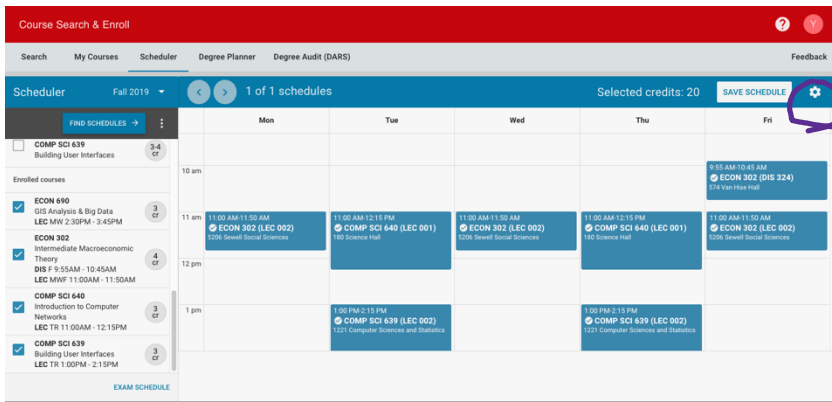 Course Search & Enroll
?
Y
Search My Courses Scheduler Degree Planner Degree Audit (DARS) Feedback
Scheduler Fall 2019
1 of 1 schedules
Selected credits: 20
SAVE SCHEDULE
FIND SCHEDULES
COMP SCI 639
Building User Interfaces
3-4
cr
Enrolled courses
ECON 690
GIS Analysis & Big Data
LEC MW 2:30PM - 3:45PM
3
cr
ECON 302
Intermediate Macroeconomic
Theory
DIS F 9:55AM - 10:45AM
LEC MWF 11:00AM - 11:50AM
4
cr
COMP SCI 640
Introduction to Computer
Networks
LEC TR 11:00AM - 12:15PM
3
cr
COMP SCI 639
Building User Interfaces
LEC TR 1:00PM - 2:15PM
3
cr
EXAM SCHEDULE
Mon Tue Wed Thu Fri
10 am
9:55 AM-10:45 AM
ECON 302 (DIS 324)
574 Van Hise Hall
11 am
11:00 AM-11:50 AM
ECON 302 (LEC 002)
5206 Sewell Social Sciences
11:00 AM-12:15 PM
COMP SCI 640 (LEC 001)
180 Science Hall
11:00 AM-11:50 AM
ECON 302 (LEC 002)
5206 Sewell Social Sciences
11:00 AM-12:15 PM
COMP SCI 640 (LEC 001)
180 Science Hall
11:00 AM-11:50 AM
ECON 302 (LEC 002)
5206 Sewell Social Sciences
12 pm
1 pm
1:00 PM-2:15 PM
COMP SCI 639 (LEC 002)
1221 Computer Sciences and Statistics
1:00 PM-2:15 PM
COMP SCI 639 (LEC 002)
1221 Computer Sciences and Statistics